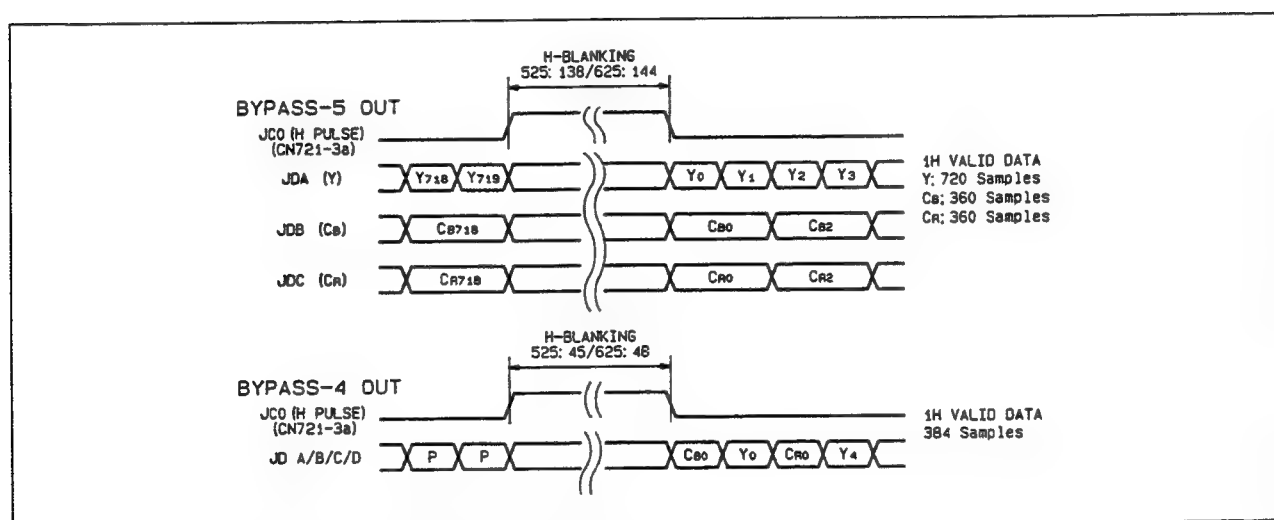 H-BLANKING
525: 138/625: 144
BYPASS-5 OUT
JCO (H PULSE)
(CN721-3a)
JDA (Y) Y718 Y719 Y0 Y1 Y2 Y3
JDB (CB) CB718 CB0 CB2
JDC (CR) CR718 CR0 CR2
1H VALID DATA
Y; 720 Samples
CB; 360 Samples
CR; 360 Samples
H-BLANKING
525: 45/625: 48
BYPASS-4 OUT
JCO (H PULSE)
(CN721-3a)
JD A/B/C/D P P CB0 Y0 CR0 Y4
1H VALID DATA
384 Samples